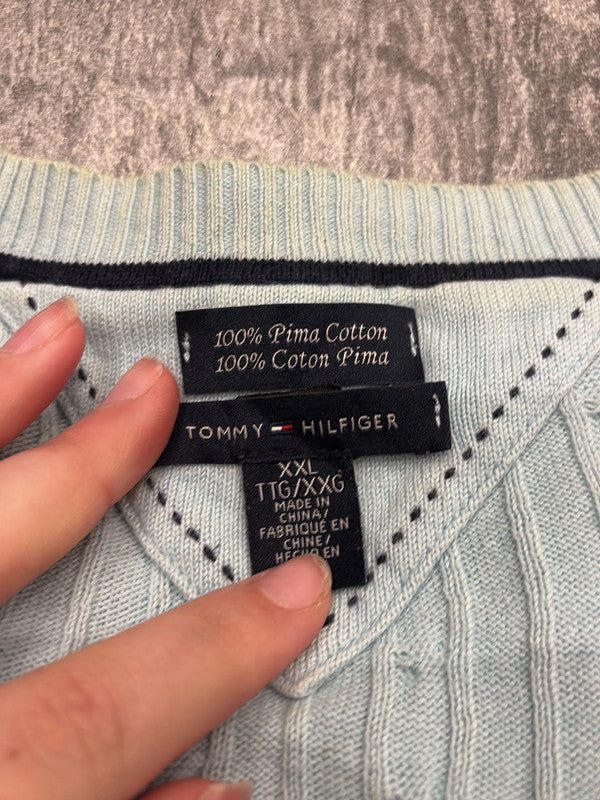 100% Pima Cotton
100% Coton Pima
TOMMY HILFIGER
XXL
TTG/XXG
MADE IN
CHINA/
FABRIQUÉ EN
CHINE/
HECHO EN